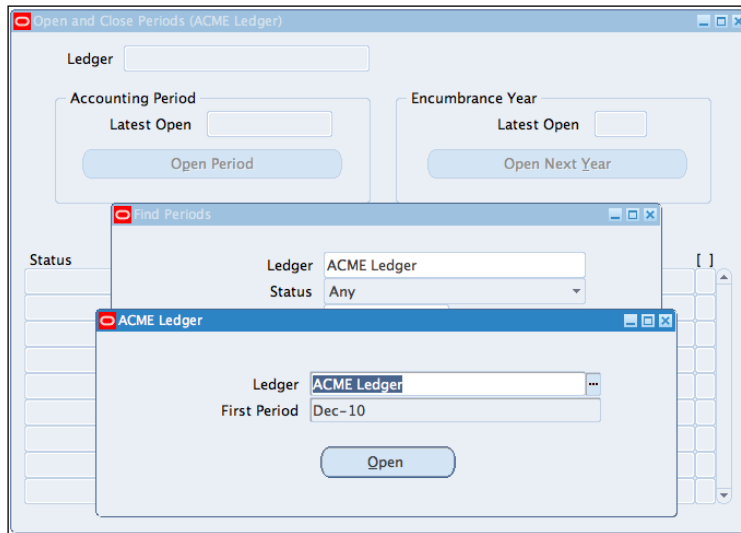 Open and Close Periods (ACME Ledger)
Ledger
Accounting Period
Latest Open
Open Period
Encumbrance Year
Latest Open
Open Next Year
Find Periods
Status
[ ]
Ledger ACME Ledger
Status Any
ACME Ledger
Ledger ACME Ledger ...
First Period Dec-10
Open